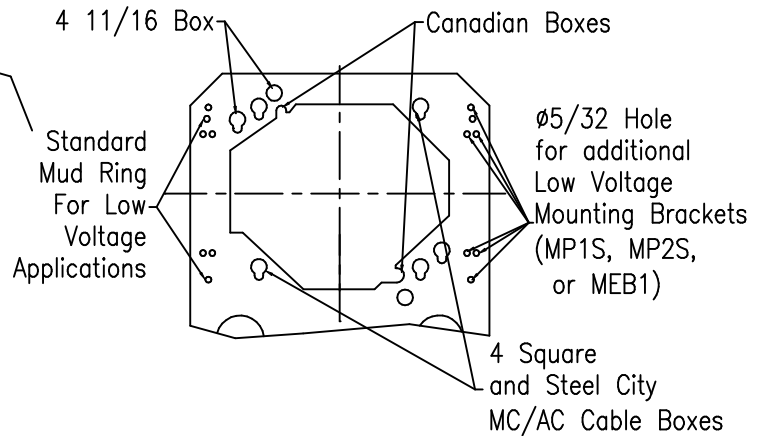 4 11/16 Box
Canadian Boxes
Standard
Mud Ring
For Low
Voltage
Applications
ø5/32 Hole
for additional
Low Voltage
Mounting Brackets
(MP1S, MP2S,
or MEB1)
4 Square
and Steel City
MC/AC Cable Boxes